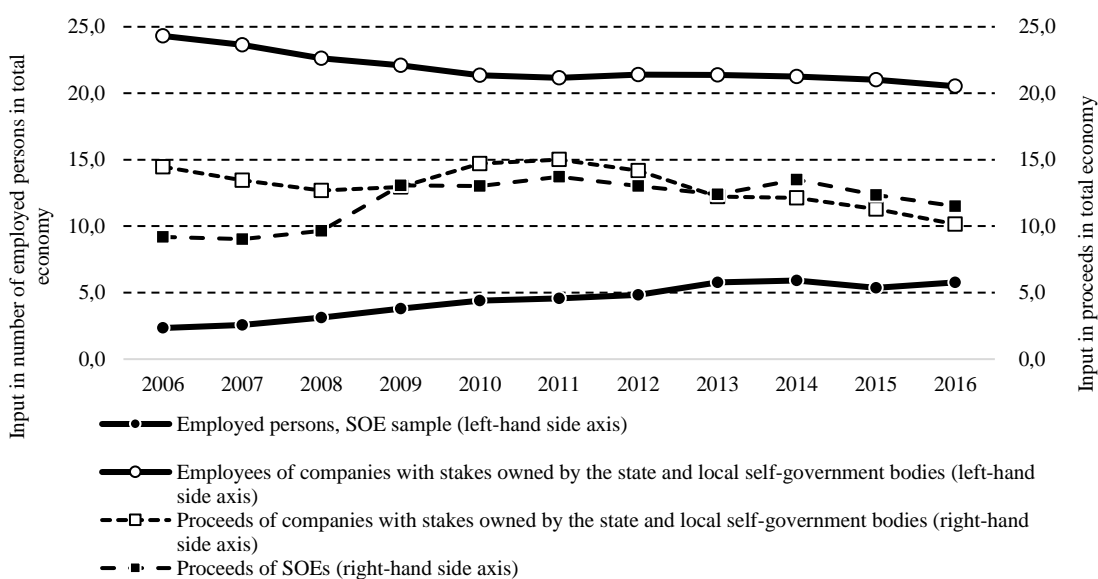 25,0
20,0
15,0
10,0
5,0
0,0
25,0
20,0
15,0
10,0
5,0
0,0
Input in number of employed persons in total
economy
Input in proceeds in total economy
2006 2007 2008 2009 2010 2011 2012 2013 2014 2015 2016
Employed persons, SOE sample (left-hand side axis)
Employees of companies with stakes owned by the state and local self-government bodies (left-hand
side axis)
Proceeds of companies with stakes owned by the state and local self-government bodies (right-hand
side axis)
Proceeds of SOEs (right-hand side axis)